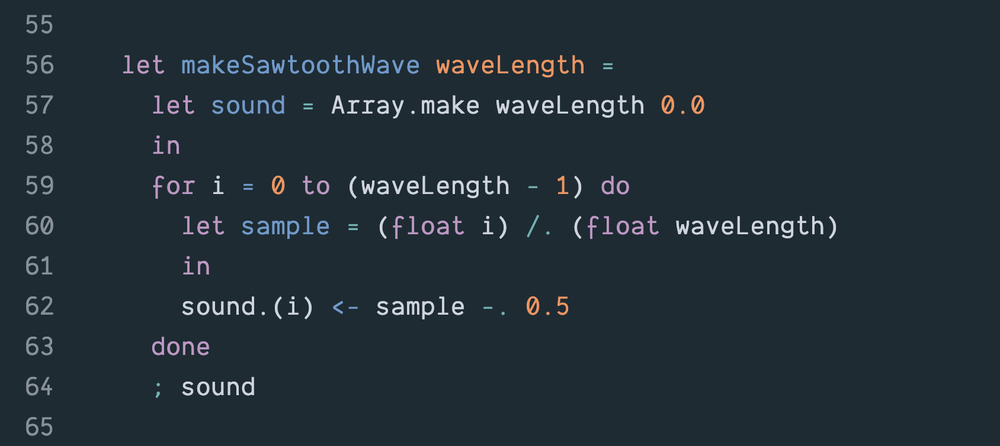 55
56 let makeSawtoothWave waveLength =
57 let sound = Array.make waveLength 0.0
58 in
59 for i = 0 to (waveLength - 1) do
60 let sample = (float i) /. (float waveLength)
61 in
62 sound.(i) <- sample -. 0.5
63 done
64 ; sound
65